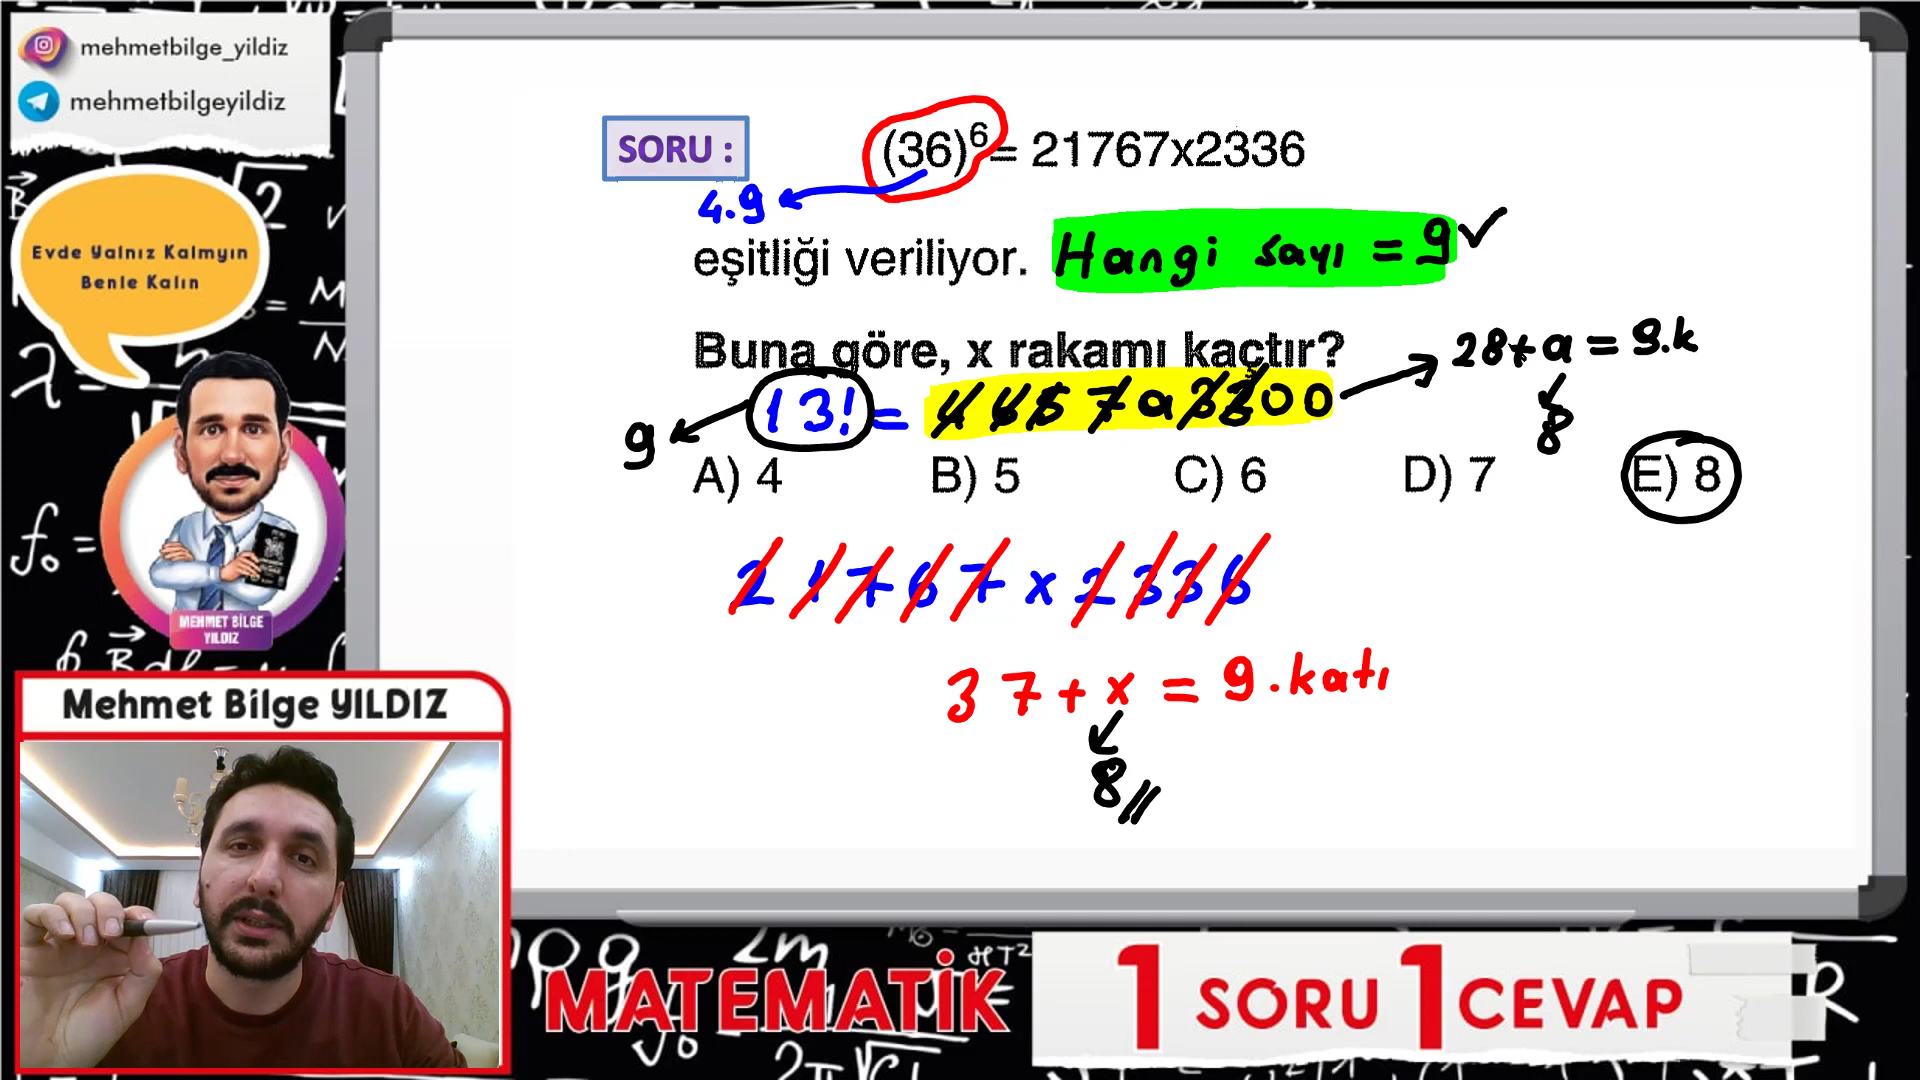 mehmetbilge_yildiz
mehmetbilgeyildiz
Evde Yalnız Kalmyın
Benle Kalın
MEHMET BİLGE
YILDIZ
Mehmet Bilge YILDIZ
SORU :
(36)⁶ = 21767x2336
4.9
eşitliği veriliyor.
Hangi sayı = 9
Buna göre, x rakamı kaçtır?
28+a = 9.k
8
9
13! =
A) 4 B) 5 C) 6 D) 7 E) 8
21767x2336
37+x = 9.katı
8
MATEMATİK
1 SORU 1 CEVAP